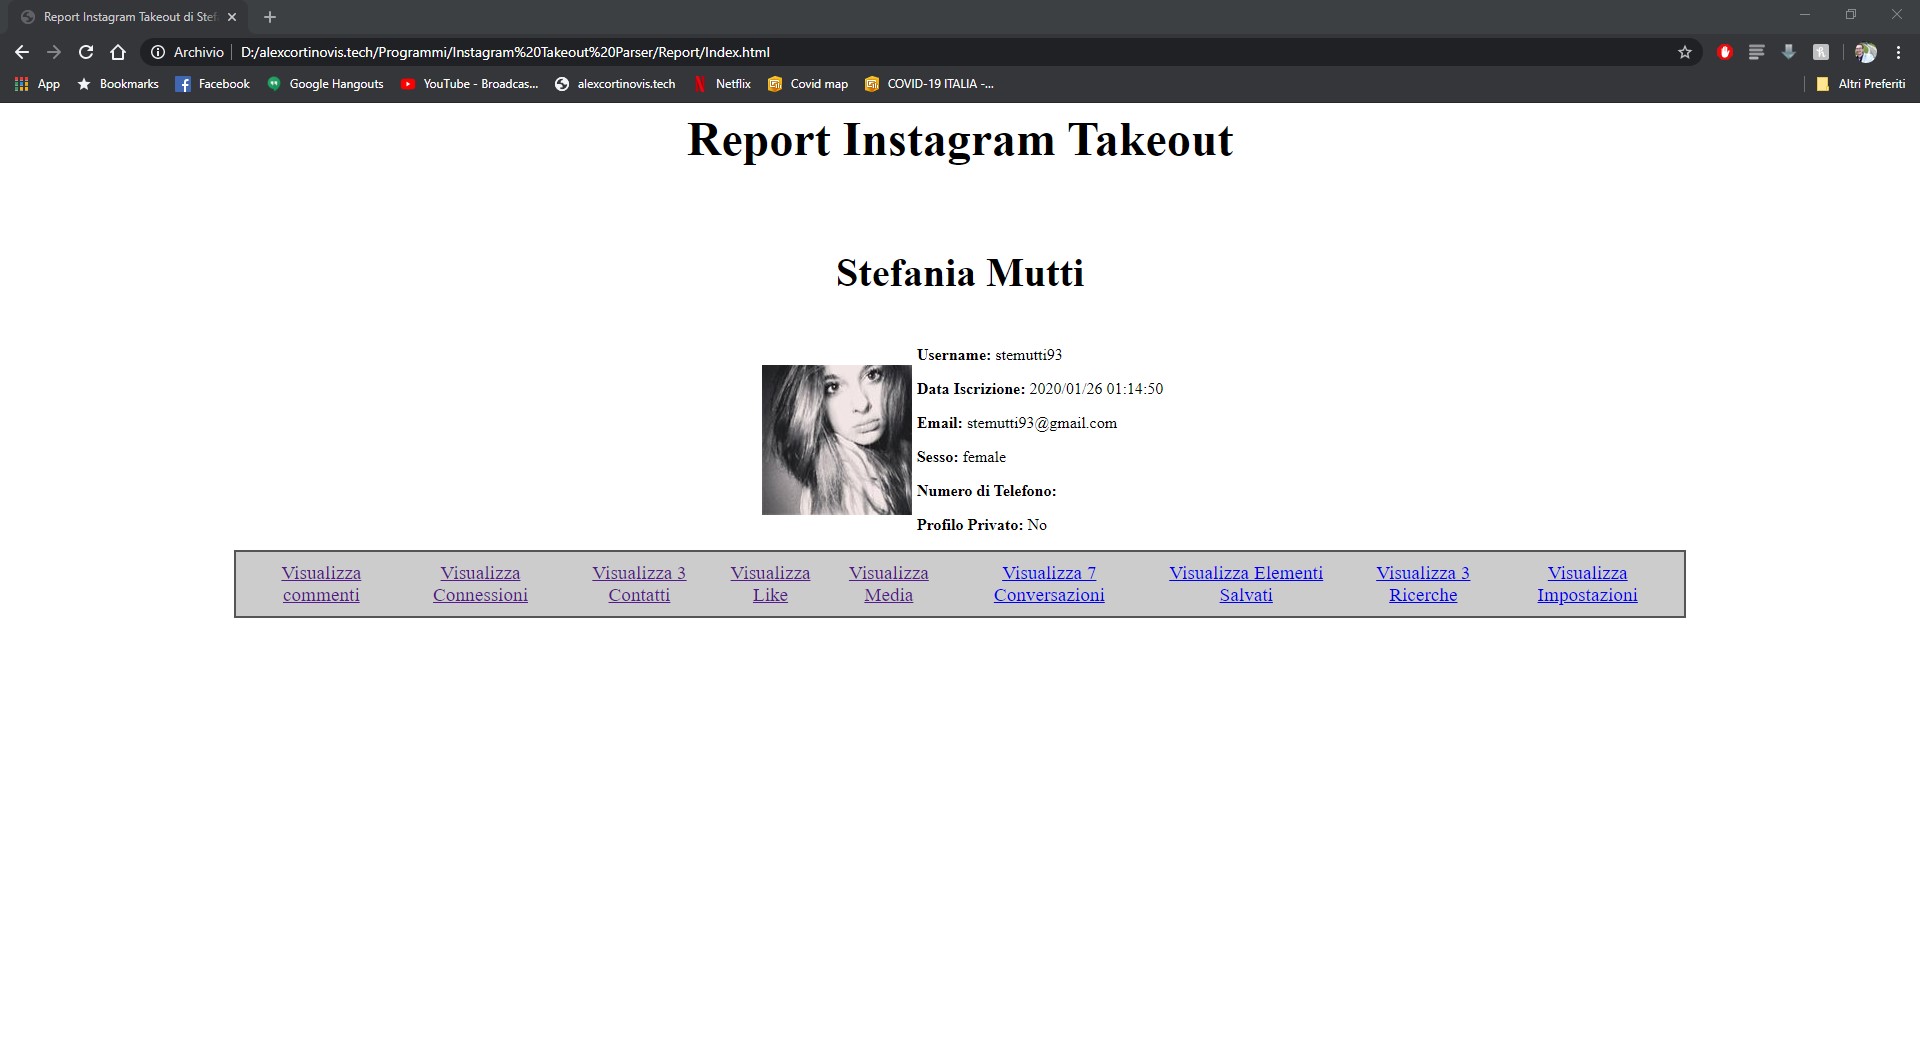 Report Instagram Takeout di Stef
Archivio D:/alexcortinovis.tech/Programmi/Instagram%20Takeout%20Parser/Report/Index.html
App Bookmarks Facebook Google Hangouts YouTube - Broadcas... alexcortinovis.tech Netflix Covid map COVID-19 ITALIA -... Altri Preferiti
Report Instagram Takeout
Stefania Mutti
Username: stemutti93
Data Iscrizione: 2020/01/26 01:14:50
Email: stemutti93@gmail.com
Sesso: female
Numero di Telefono:
Profilo Privato: No
Visualizza commenti
Visualizza Connessioni
Visualizza 3 Contatti
Visualizza Like
Visualizza Media
Visualizza 7 Conversazioni
Visualizza Elementi Salvati
Visualizza 3 Ricerche
Visualizza Impostazioni